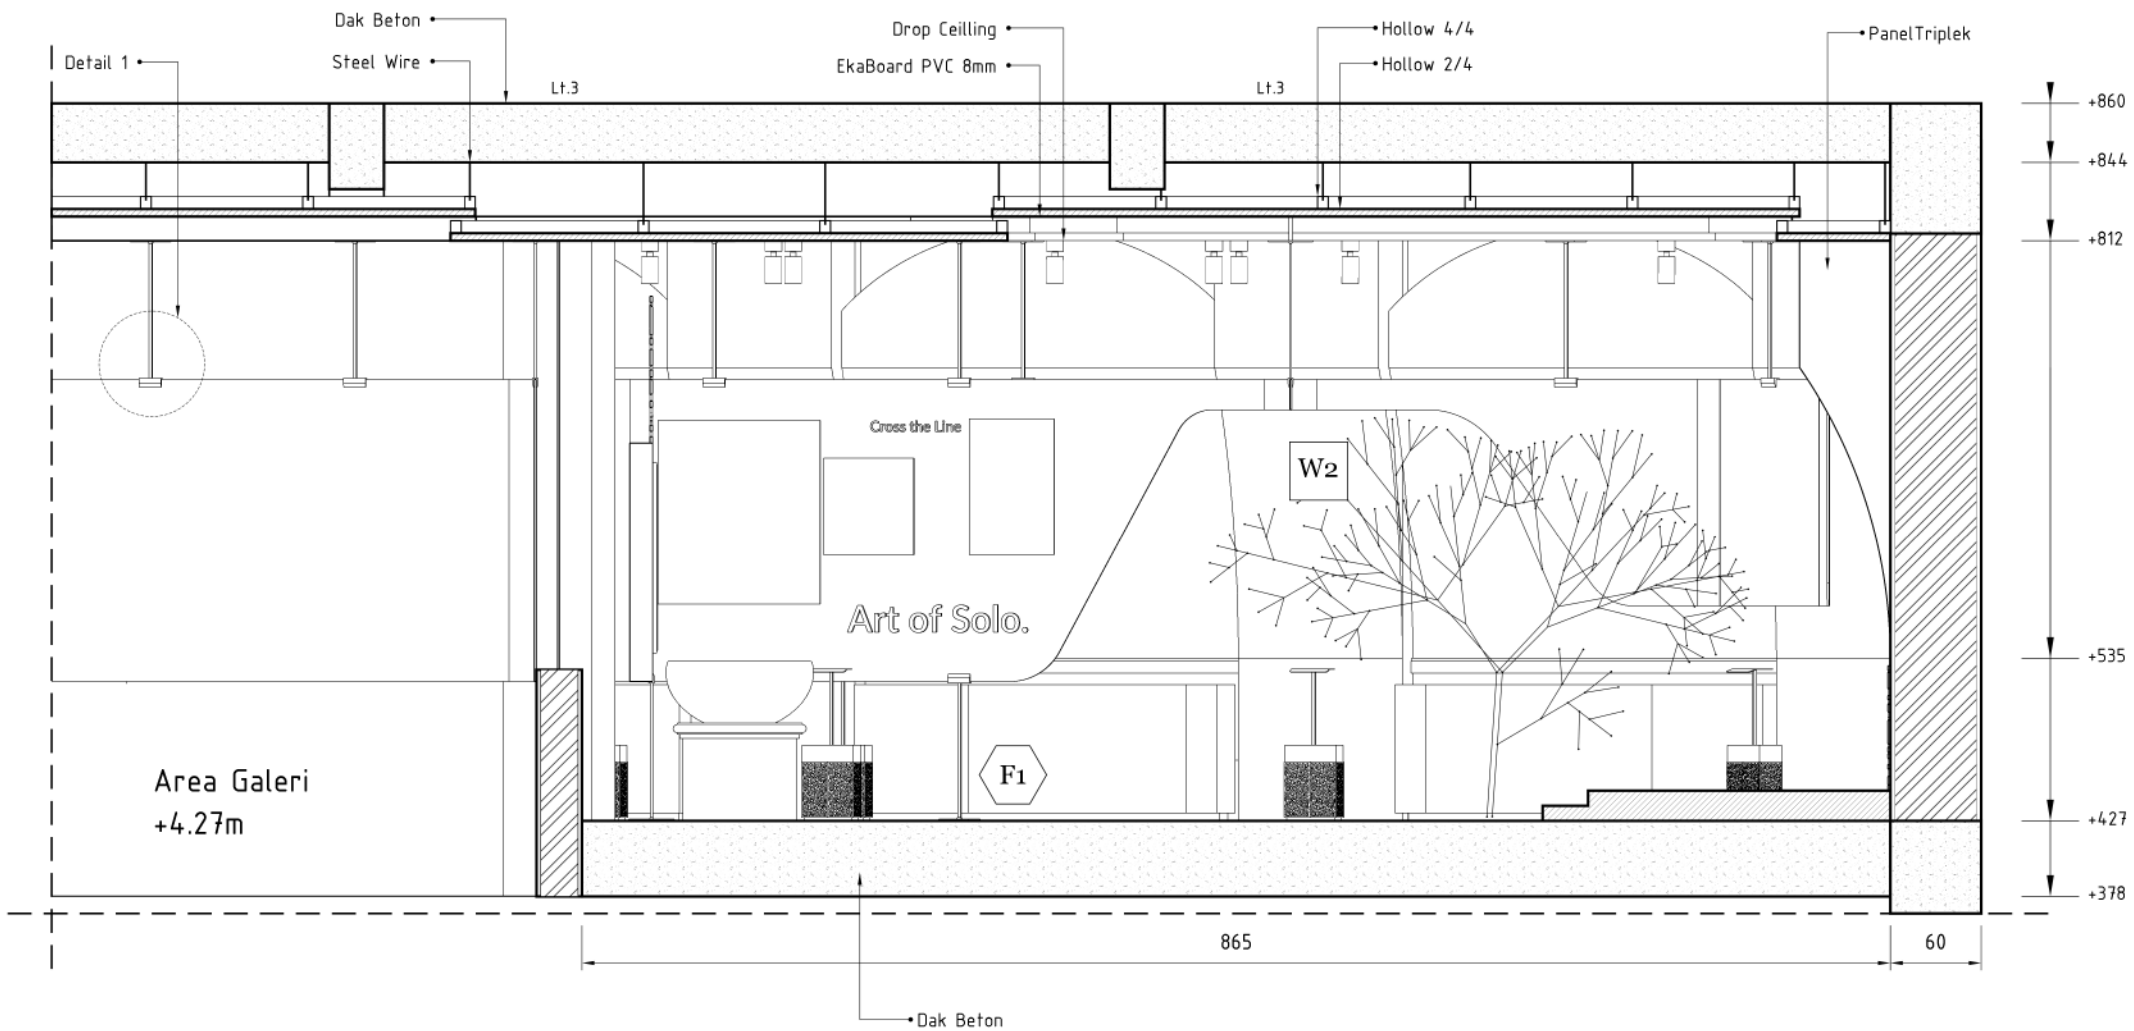 Dak Beton
Drop Ceilling
Hollow 4/4
PanelTriplek
Detail 1
Steel Wire
EkaBoard PVC 8mm
Hollow 2/4
Lt.3
Lt.3
+860
+844
+812
Cross the Line
W2
Art of Solo.
+535
F1
Area Galeri
+4.27m
+427
+378
865
60
Dak Beton